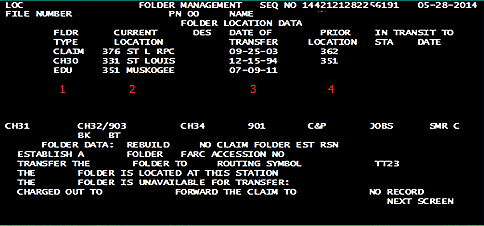 LOC FOLDER MANAGEMENT SEQ NO 14421212822S6191 05-28-2014
FILE NUMBER PN 00 NAME
FOLDER LOCATION DATA
FLDR CURRENT DES DATE OF PRIOR IN TRANSIT TO
TYPE LOCATION TRANSFER LOCATION STA DATE
CLAIM 376 ST L RPC 09-25-03 362
CH30 331 ST LOUIS 12-15-94 351
EDU 351 MUSKOGEE 07-09-11
1 2 3 4
CH31 CH32/903 CH34 901 C&P JOBS SMR C
BK BT
FOLDER DATA: REBUILD NO CLAIM FOLDER EST RSN
ESTABLISH A FOLDER FARC ACCESSION NO
TRANSFER THE FOLDER TO ROUTING SYMBOL TT23
THE FOLDER IS LOCATED AT THIS STATION
THE FOLDER IS UNAVAILABLE FOR TRANSFER:
CHARGED OUT TO FORWARD THE CLAIM TO NO RECORD
NEXT SCREEN